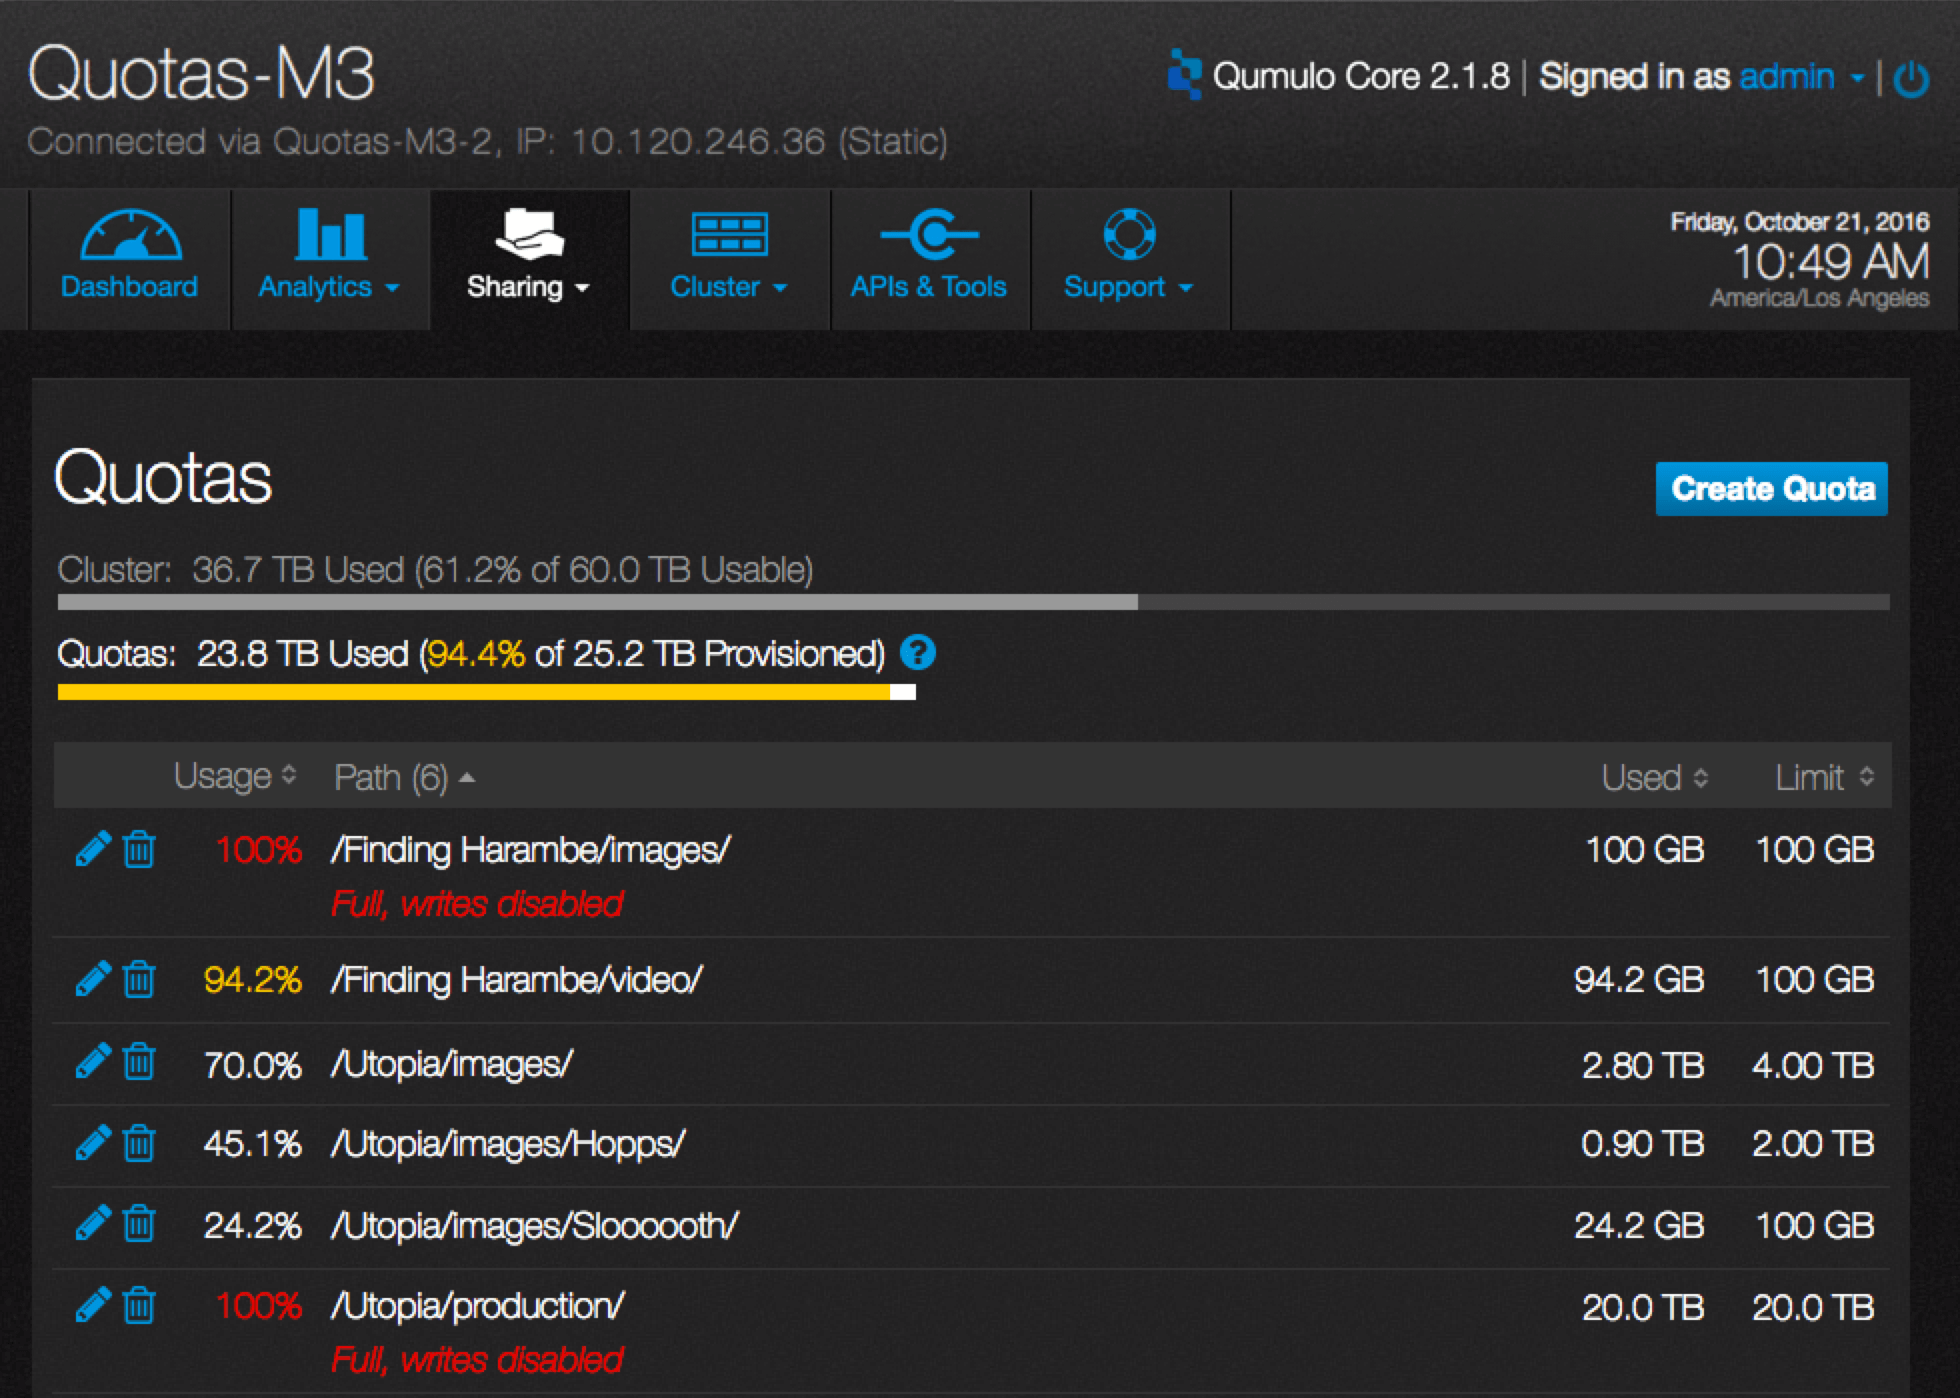 Quotas-M3
Qumulo Core 2.1.8 | Signed in as admin |
Connected via Quotas-M3-2, IP: 10.120.246.36 (Static)
Dashboard
Analytics
Sharing
Cluster
APIs & Tools
Support
Friday, October 21, 2016
10:49 AM
America/Los Angeles
Quotas
Create Quota
Cluster: 36.7 TB Used (61.2% of 60.0 TB Usable)
Quotas: 23.8 TB Used (94.4% of 25.2 TB Provisioned) ?
Usage Path (6) Used Limit
100% /Finding Harambe/images/ 100 GB 100 GB
Full, writes disabled
94.2% /Finding Harambe/video/ 94.2 GB 100 GB
70.0% /Utopia/images/ 2.80 TB 4.00 TB
45.1% /Utopia/images/Hopps/ 0.90 TB 2.00 TB
24.2% /Utopia/images/Sloooooth/ 24.2 GB 100 GB
100% /Utopia/production/ 20.0 TB 20.0 TB
Full, writes disabled